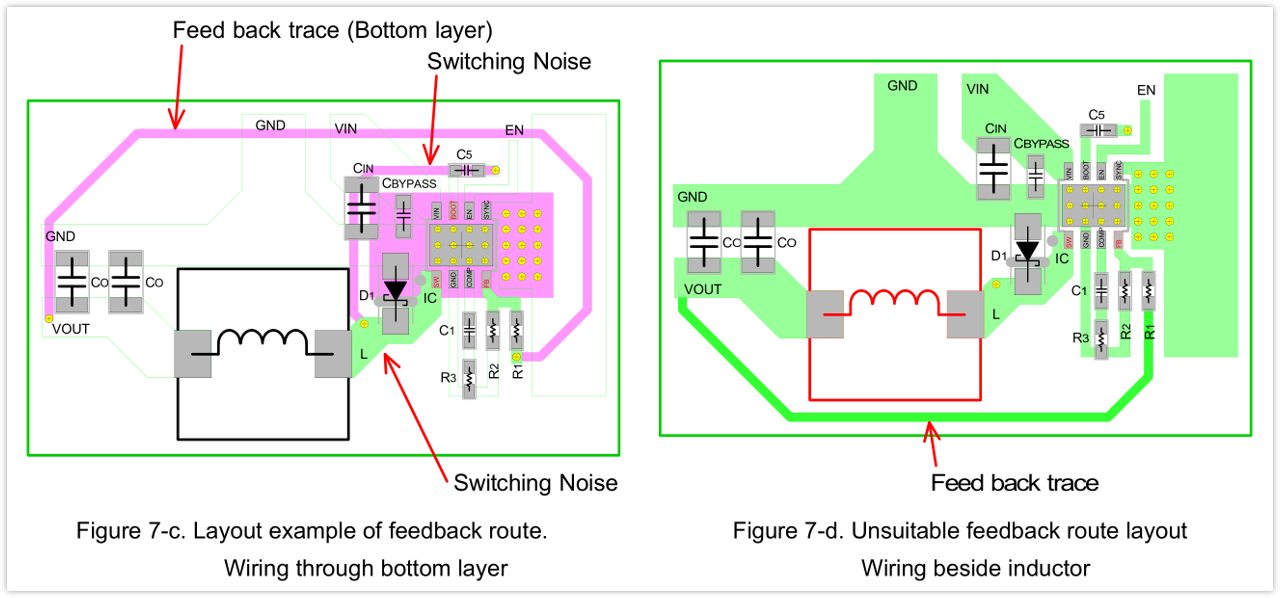 Feed back trace (Bottom layer)
Switching Noise
GND
VIN
EN
C5
CIN
CBYPASS
VIN
BOOT
EN
SYNC
GND
CO
CO
D1
IC
SW
GND
COMP
FB
VOUT
L
C1
R3
R2
R1
Switching Noise
Figure 7-c. Layout example of feedback route.
Wiring through bottom layer
GND
VIN
EN
C5
CIN
CBYPASS
VIN
BOOT
EN
SYNC
GND
CO
CO
D1
IC
SW
GND
COMP
FB
VOUT
L
C1
R3
R2
R1
Feed back trace
Figure 7-d. Unsuitable feedback route layout
Wiring beside inductor